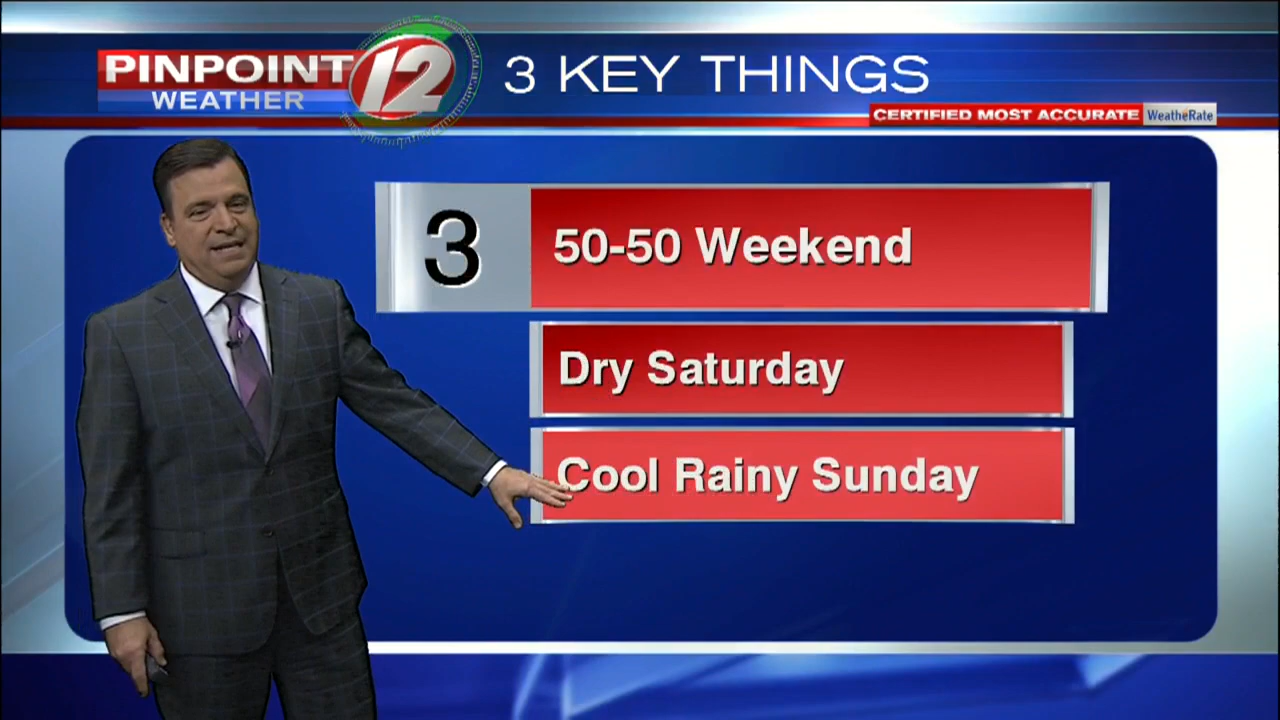 PINPOINT
WEATHER
12
3 KEY THINGS
CERTIFIED MOST ACCURATE
WeatheRate
3
50-50 Weekend
Dry Saturday
Cool Rainy Sunday